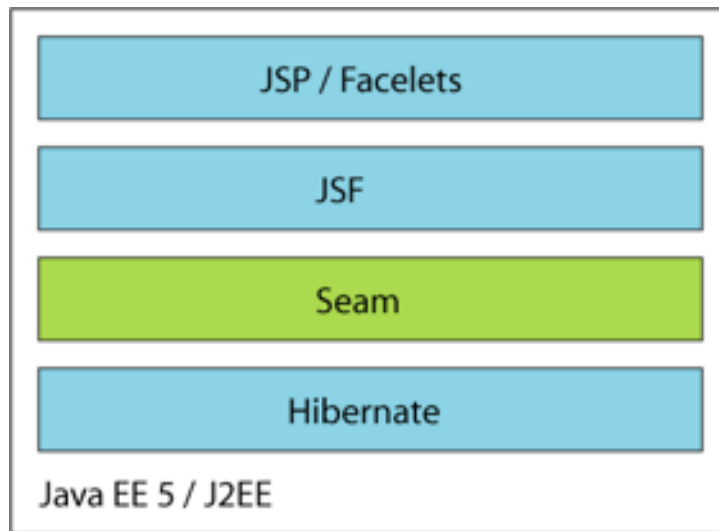 JSP / Facelets
JSF
Seam
Hibernate
Java EE 5 / J2EE